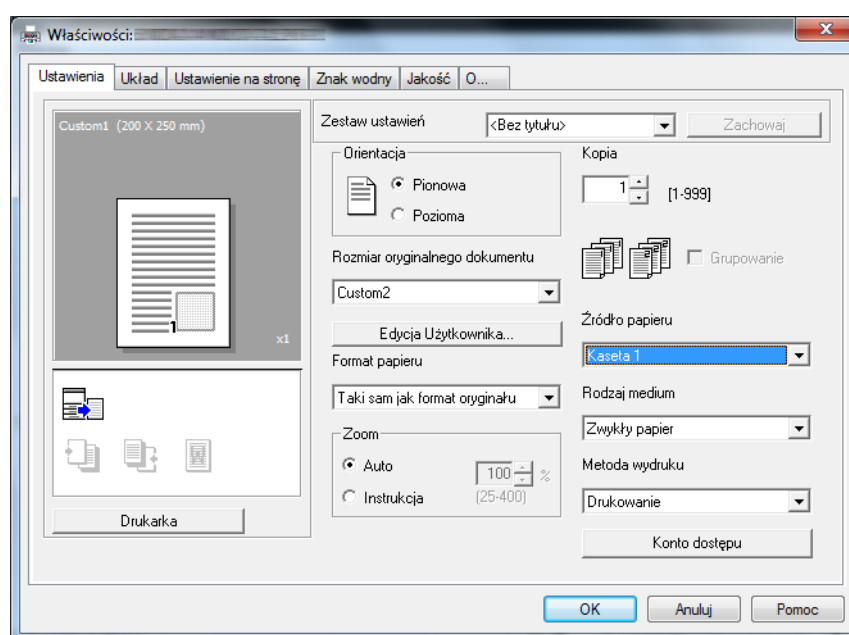 Właściwości:
Ustawienia Układ Ustawienie na stronę Znak wodny Jakość O...
Custom1 (200 X 250 mm)
1
x1
Drukarka
Zestaw ustawień <Bez tytułu> Zachowaj
Orientacja
Pionowa
Pozioma
Rozmiar oryginalnego dokumentu
Custom2
Edycja Użytkownika...
Format papieru
Taki sam jak format oryginału
Zoom
Auto 100 %
Instrukcja (25-400)
Kopia
1 [1-999]
Grupowanie
Źródło papieru
Kaseta 1
Rodzaj medium
Zwykły papier
Metoda wydruku
Drukowanie
Konto dostępu
OK Anuluj Pomoc